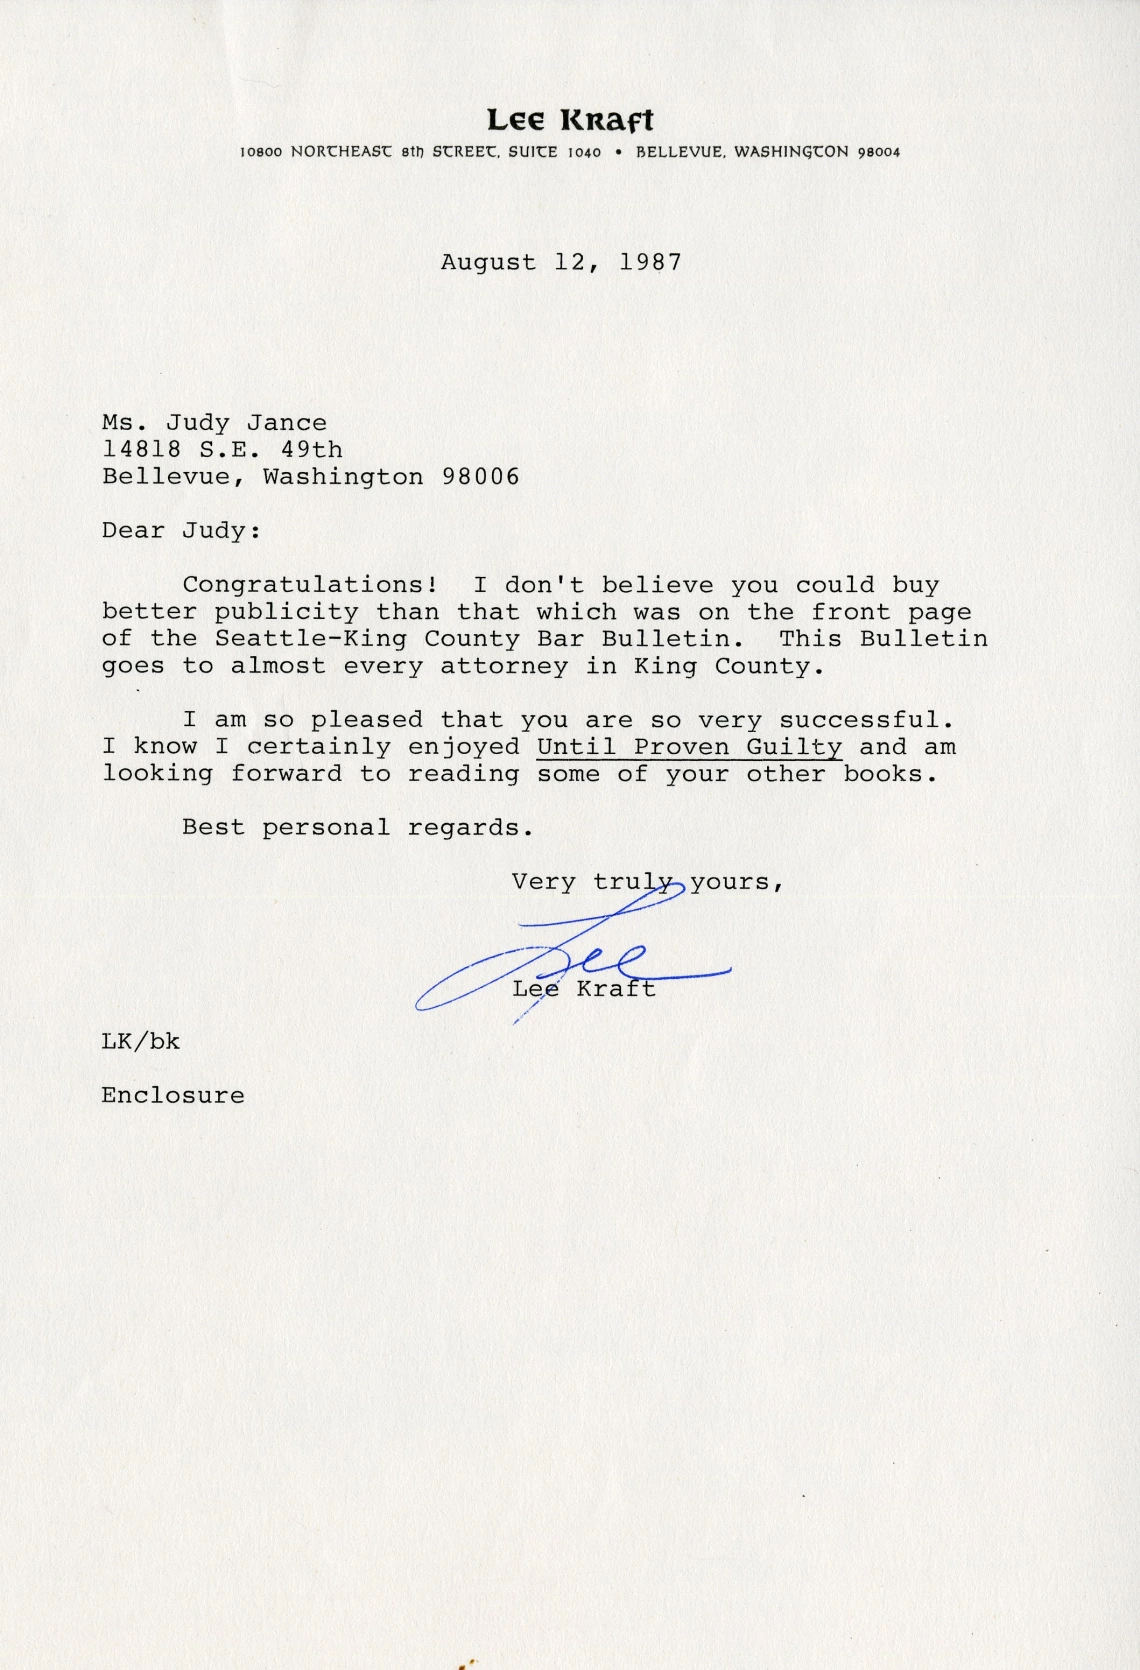 Lee Kraft
10800 NORTHEAST 8th STREET, SUITE 1040 • BELLEVUE, WASHINGTON 98004
August 12, 1987
Ms. Judy Jance
14818 S.E. 49th
Bellevue, Washington 98006
Dear Judy:
Congratulations! I don't believe you could buy
better publicity than that which was on the front page
of the Seattle-King County Bar Bulletin. This Bulletin
goes to almost every attorney in King County.
I am so pleased that you are so very successful.
I know I certainly enjoyed Until Proven Guilty and am
looking forward to reading some of your other books.
Best personal regards.
Very truly yours,
Lee
Lee Kraft
LK/bk
Enclosure